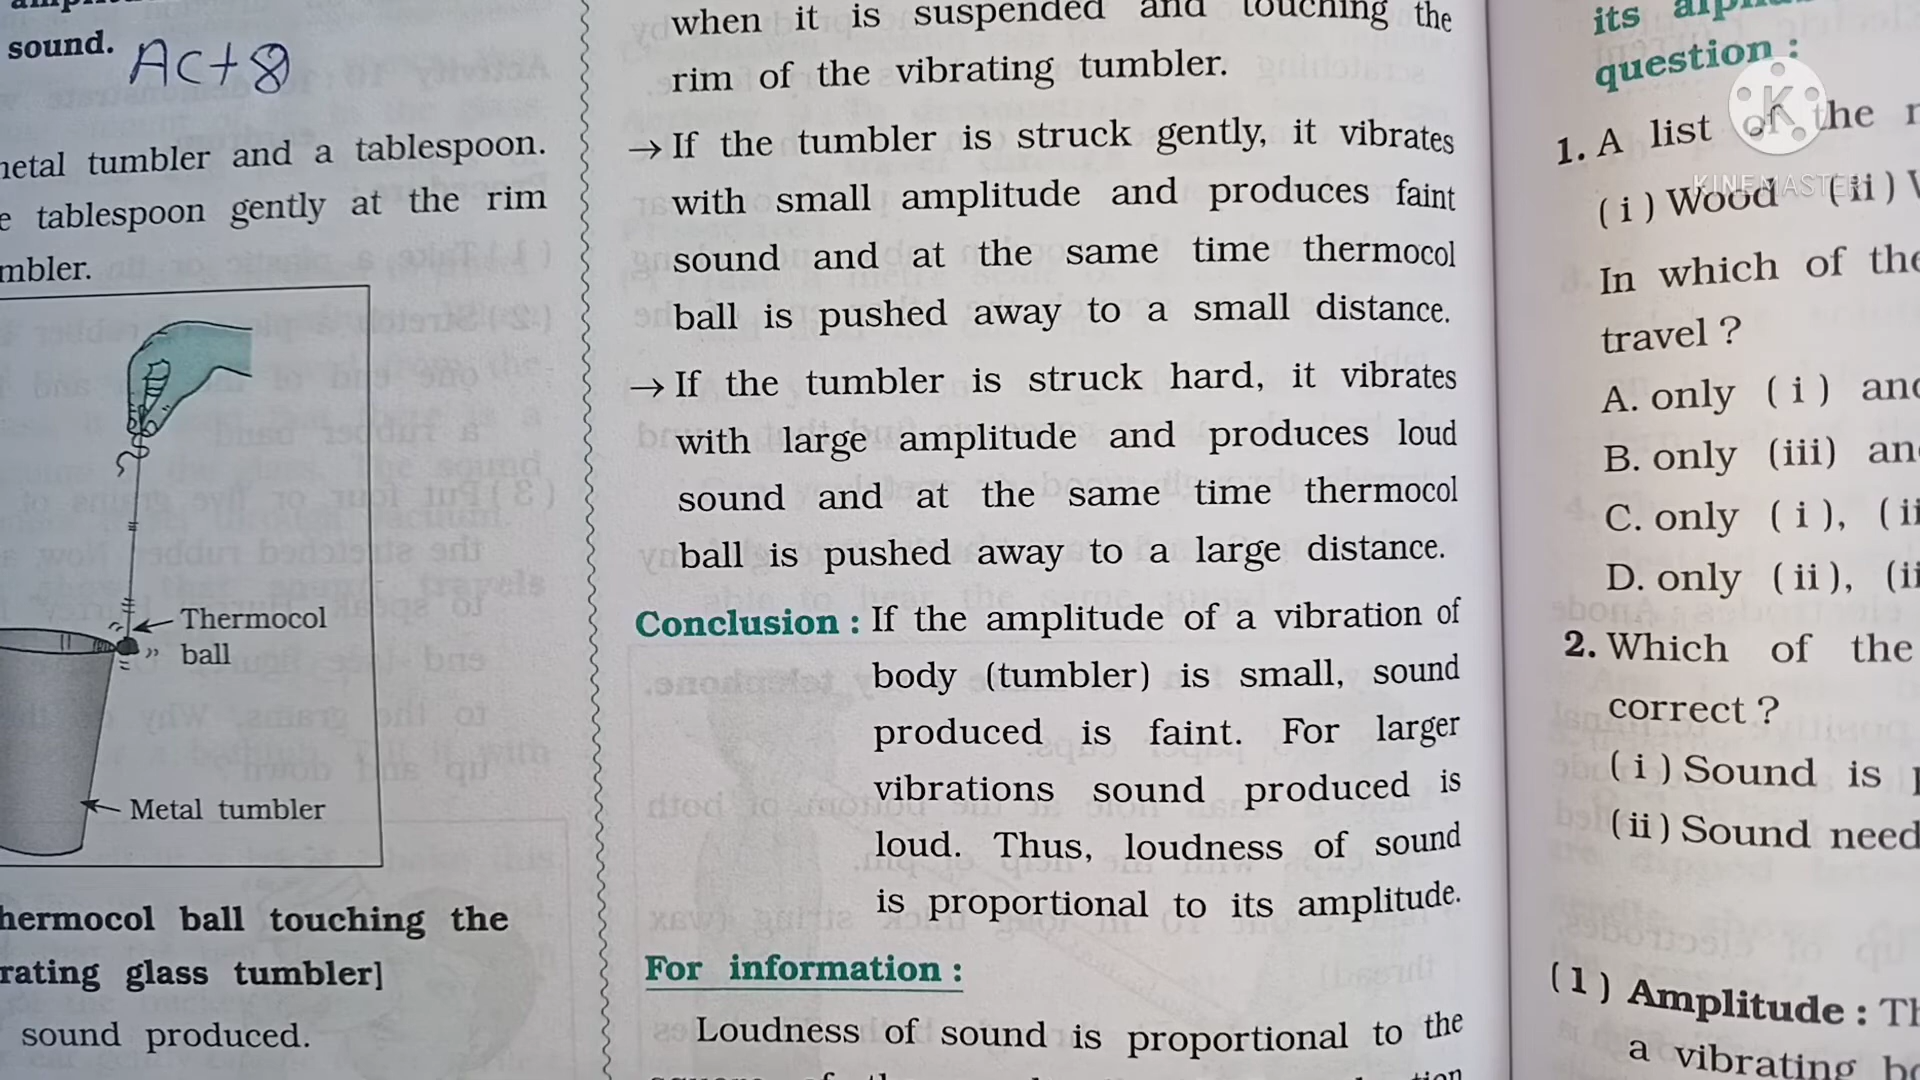 sound.
Act 8
metal tumbler and a tablespoon.
tablespoon gently at the rim
Thermocol
ball
Metal tumbler
thermocol ball touching the
glass tumbler]
sound produced.
when it is suspended and touching the
rim of the vibrating tumbler.
→ If the tumbler is struck gently, it vibrates
with small amplitude and produces faint
sound and at the same time thermocol
ball is pushed away to a small distance.
→ If the tumbler is struck hard, it vibrates
with large amplitude and produces loud
sound and at the same time thermocol
ball is pushed away to a large distance.
Conclusion : If the amplitude of a vibration of
body (tumbler) is small, sound
produced is faint. For larger
vibrations sound produced is
loud. Thus, loudness of sound
is proportional to its amplitude.
For information :
Loudness of sound is proportional to the
its
question :
1. A list of the
(i) Wood (ii)
In which of the
travel ?
A. only (i) and
B. only (iii) and
C. only (i),
D. only (ii),
2. Which of the
correct ?
(i) Sound is
(ii) Sound need
(1) Amplitude :
a vibrating
K
KINEMASTER